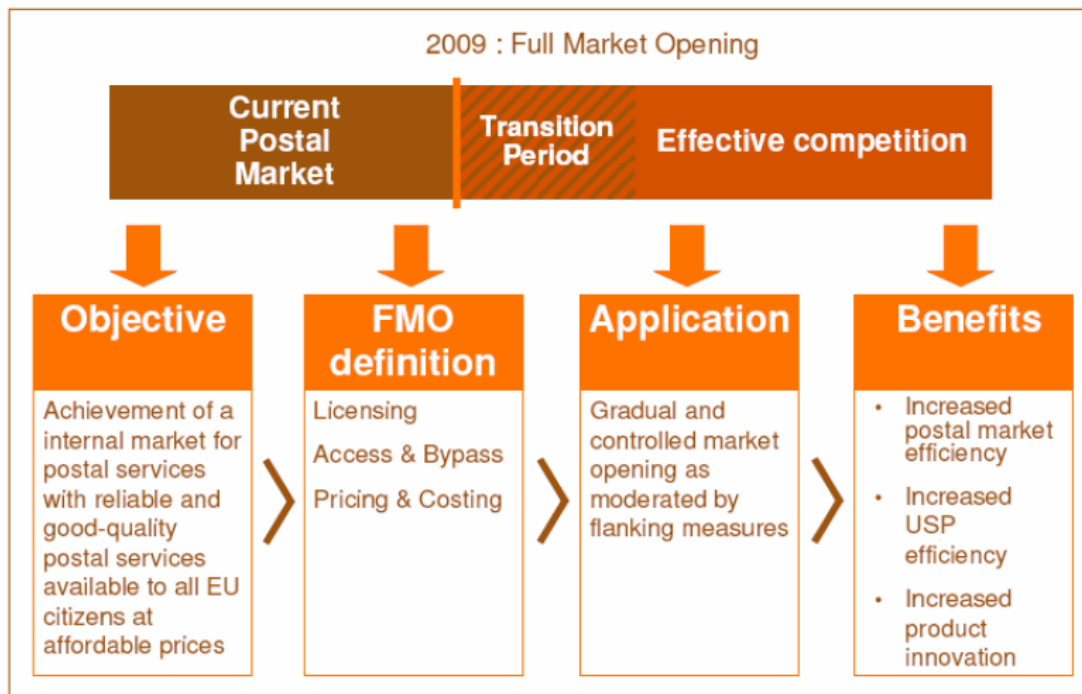 2009 : Full Market Opening
Current
Postal
Market
Transition
Period
Effective competition
Objective
Achievement of a
internal market for
postal services
with reliable and
good-quality
postal services
available to all EU
citizens at
affordable prices
FMO
definition
Licensing
Access & Bypass
Pricing & Costing
Application
Gradual and
controlled market
opening as
moderated by
flanking measures
Benefits
• Increased
postal market
efficiency
• Increased
USP
efficiency
• Increased
product
innovation